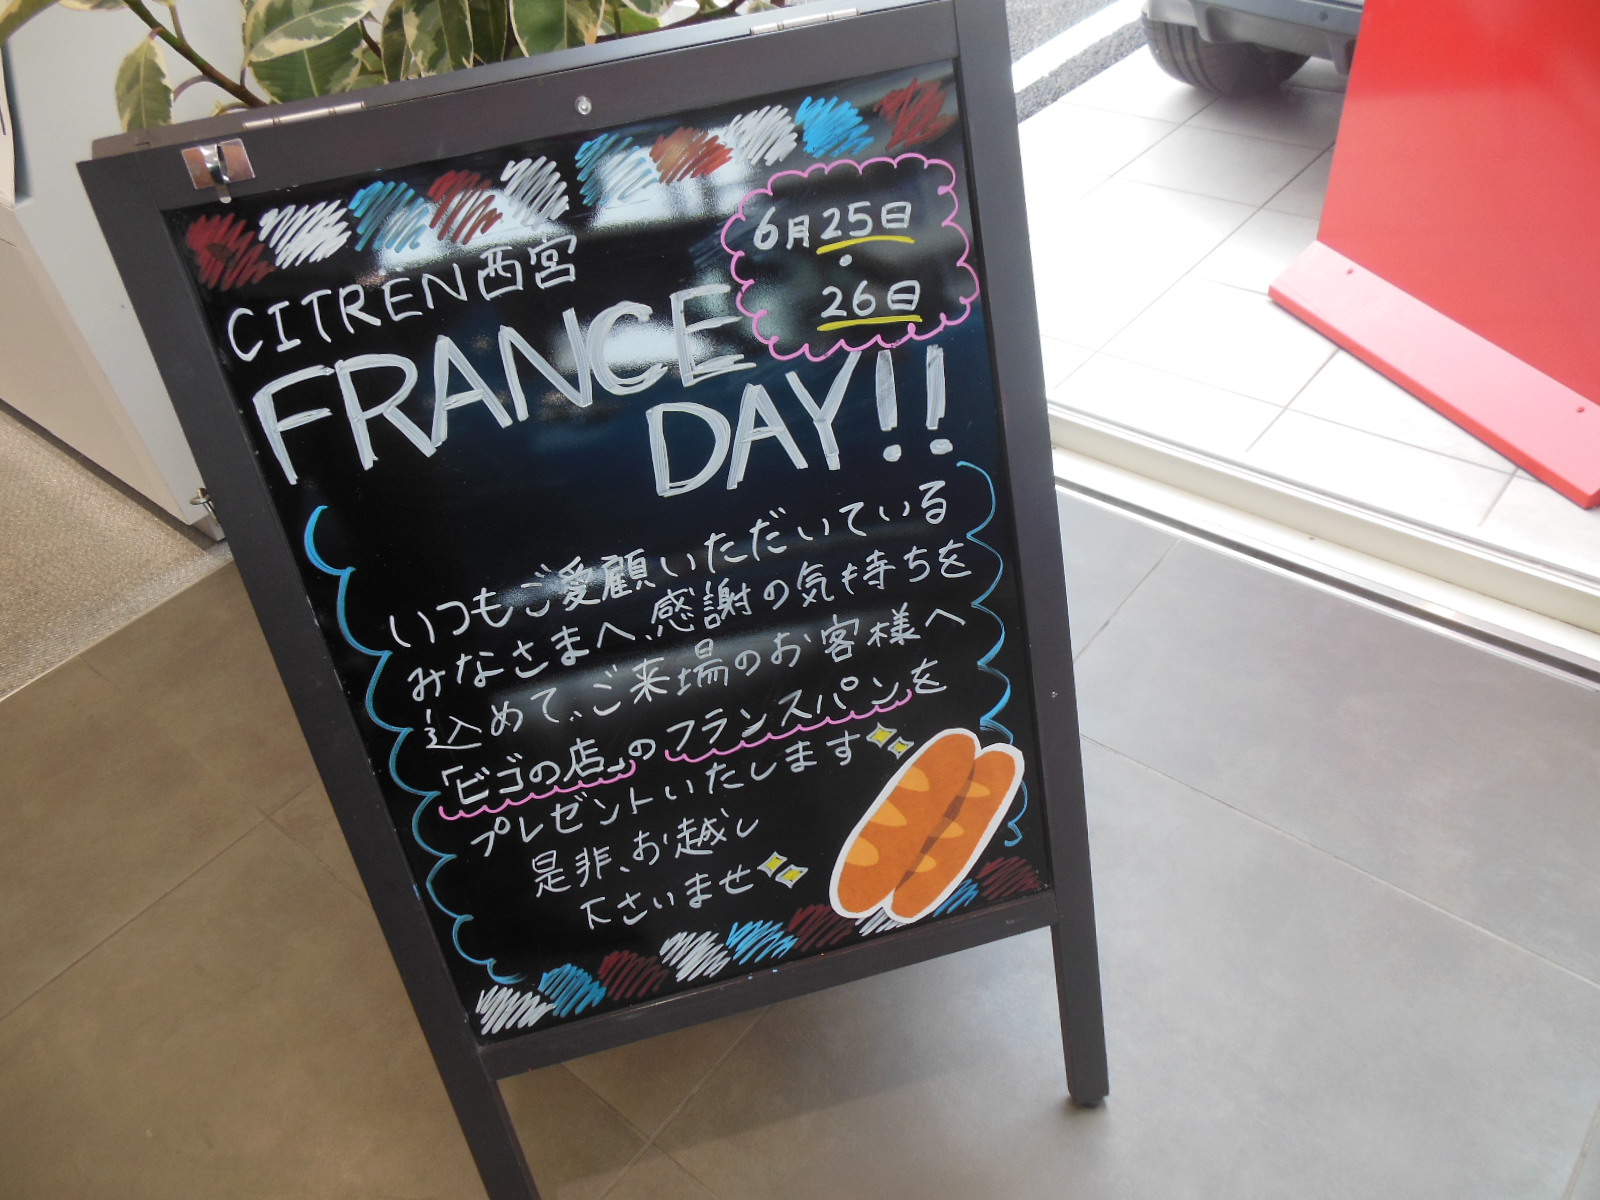 CITRËN西宮
6月25日
・
26日
FRANCE
DAY!!
いつもご愛顧いただいている
みなさまへ、感謝の気持ちを
込めて、ご来場のお客様へ
「ビゴの店」のフランスパンを
プレゼントいたします
是非、お越し
下さいませ